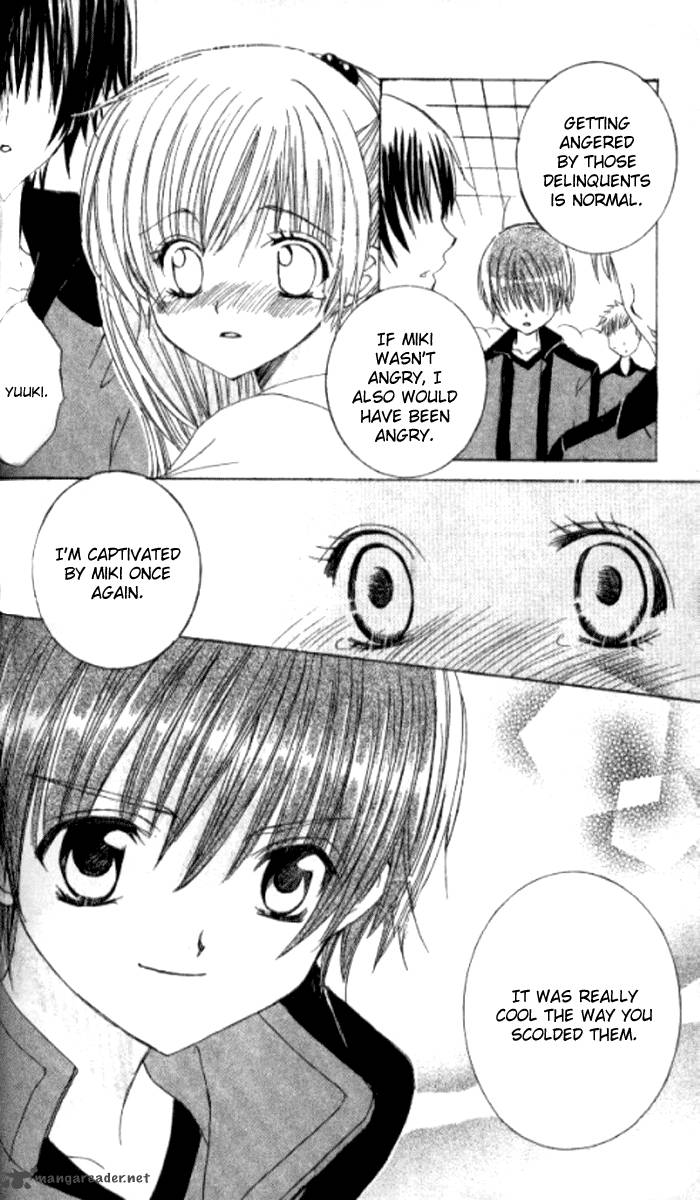 GETTING
ANGERED
BY THOSE
DELINQUENTS
IS NORMAL.
IF MIKI
WASN'T
ANGRY, I
ALSO WOULD
HAVE BEEN
ANGRY.
YUUKI.
I'M CAPTIVATED
BY MIKI ONCE
AGAIN.
IT WAS REALLY
COOL THE WAY YOU
SCOLDED THEM.
mangareader.net